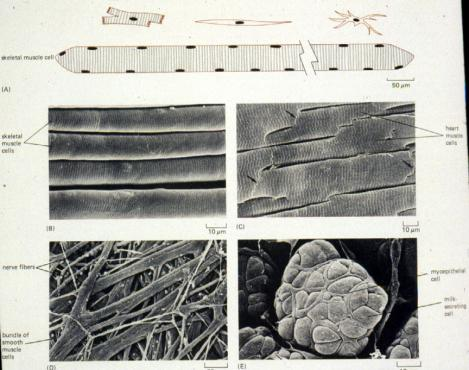 skeletal muscle cell
50 μm
(A)
skeletal
muscle
cells
heart
muscle
cells
(B)
10 μm
(C)
10 μm
nerve fibers
myoepithelial
cell
milk-
secreting
cell
bundle of
smooth
muscle
cells
(D)
(E)